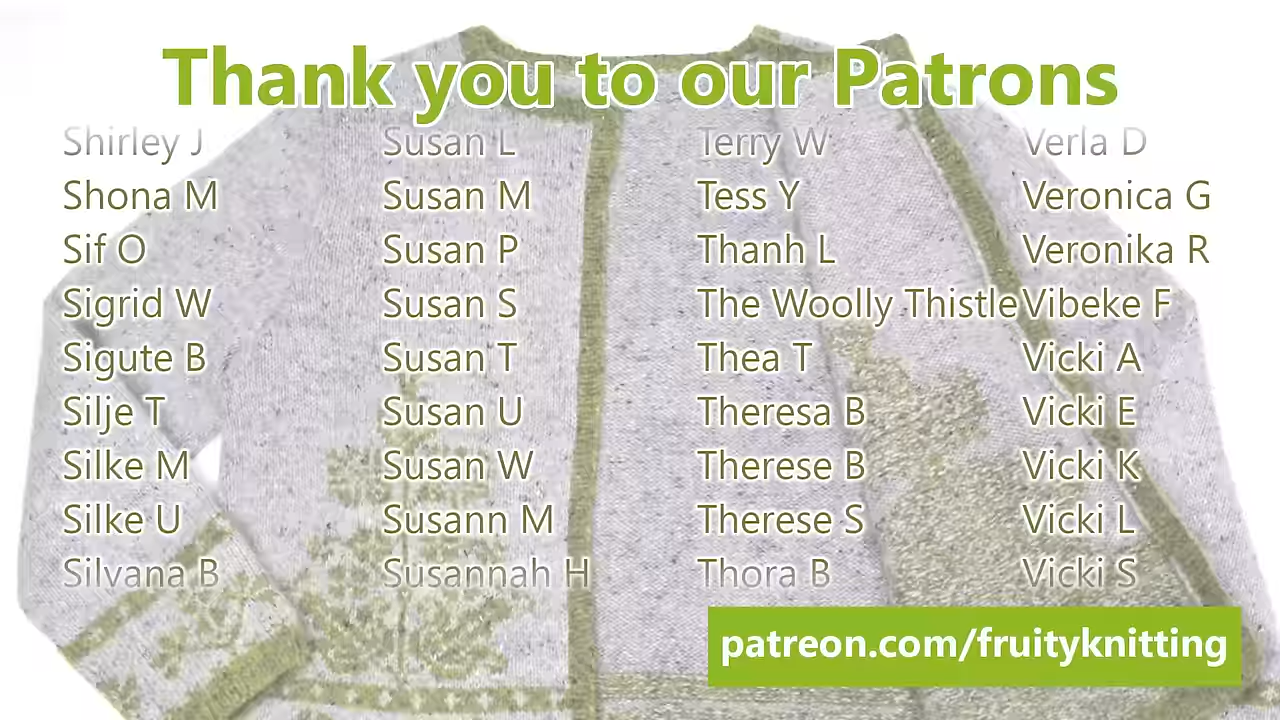 Thank you to our Patrons
Shirley J
Shona M
Sif O
Sigrid W
Sigute B
Silje T
Silke M
Silke U
Silvana B
Susan L
Susan M
Susan P
Susan S
Susan T
Susan U
Susan W
Susann M
Susannah H
Terry W
Tess Y
Thanh L
The Woolly Thistle
Thea T
Theresa B
Therese B
Therese S
Thora B
Verla D
Veronica G
Veronika R
Vibeke F
Vicki A
Vicki E
Vicki K
Vicki L
Vicki S
patreon.com/fruityknitting